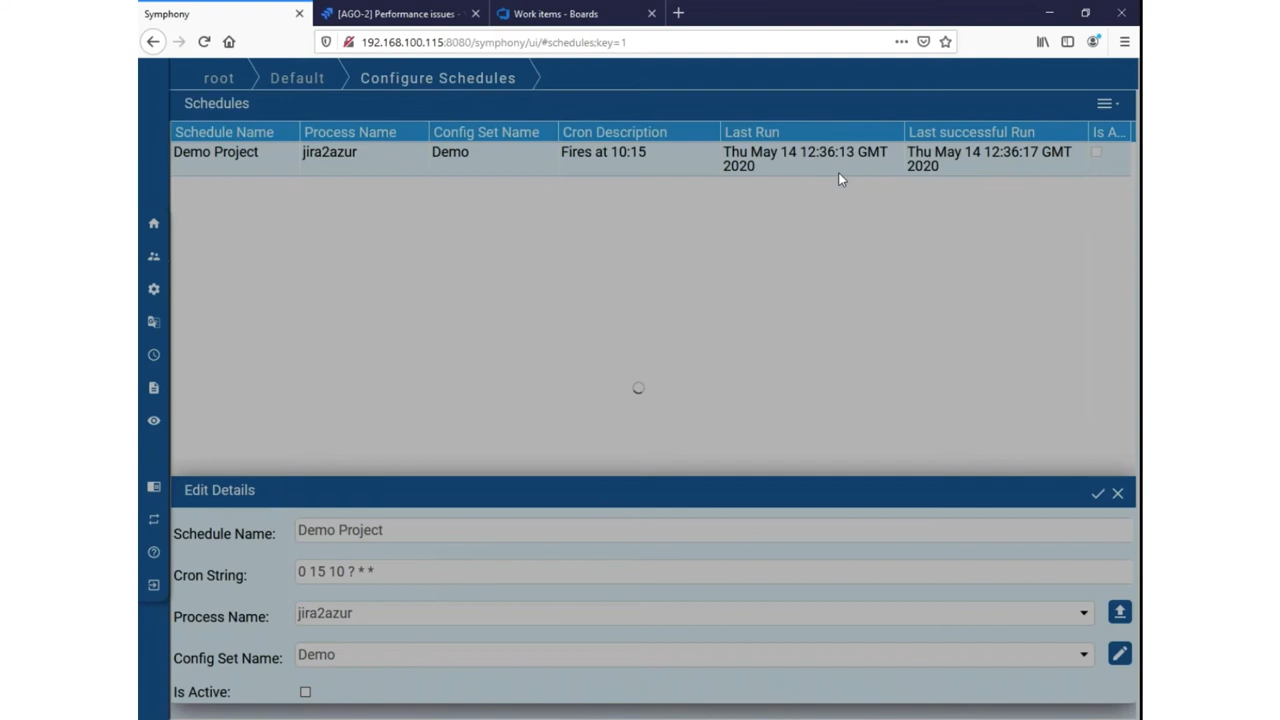 Symphony
[AGO-2] Performance issues -
Work items - Boards
192.168.100.115:8080/symphony/ui/#schedules;key=1
root
Default
Configure Schedules
Schedules
Schedule Name
Process Name
Config Set Name
Cron Description
Last Run
Last successful Run
Is A...
Demo Project
jira2azur
Demo
Fires at 10:15
Thu May 14 12:36:13 GMT
2020
Thu May 14 12:36:17 GMT
2020
Edit Details
Schedule Name:
Demo Project
Cron String:
0 15 10 ? * *
Process Name:
jira2azur
Config Set Name:
Demo
Is Active: